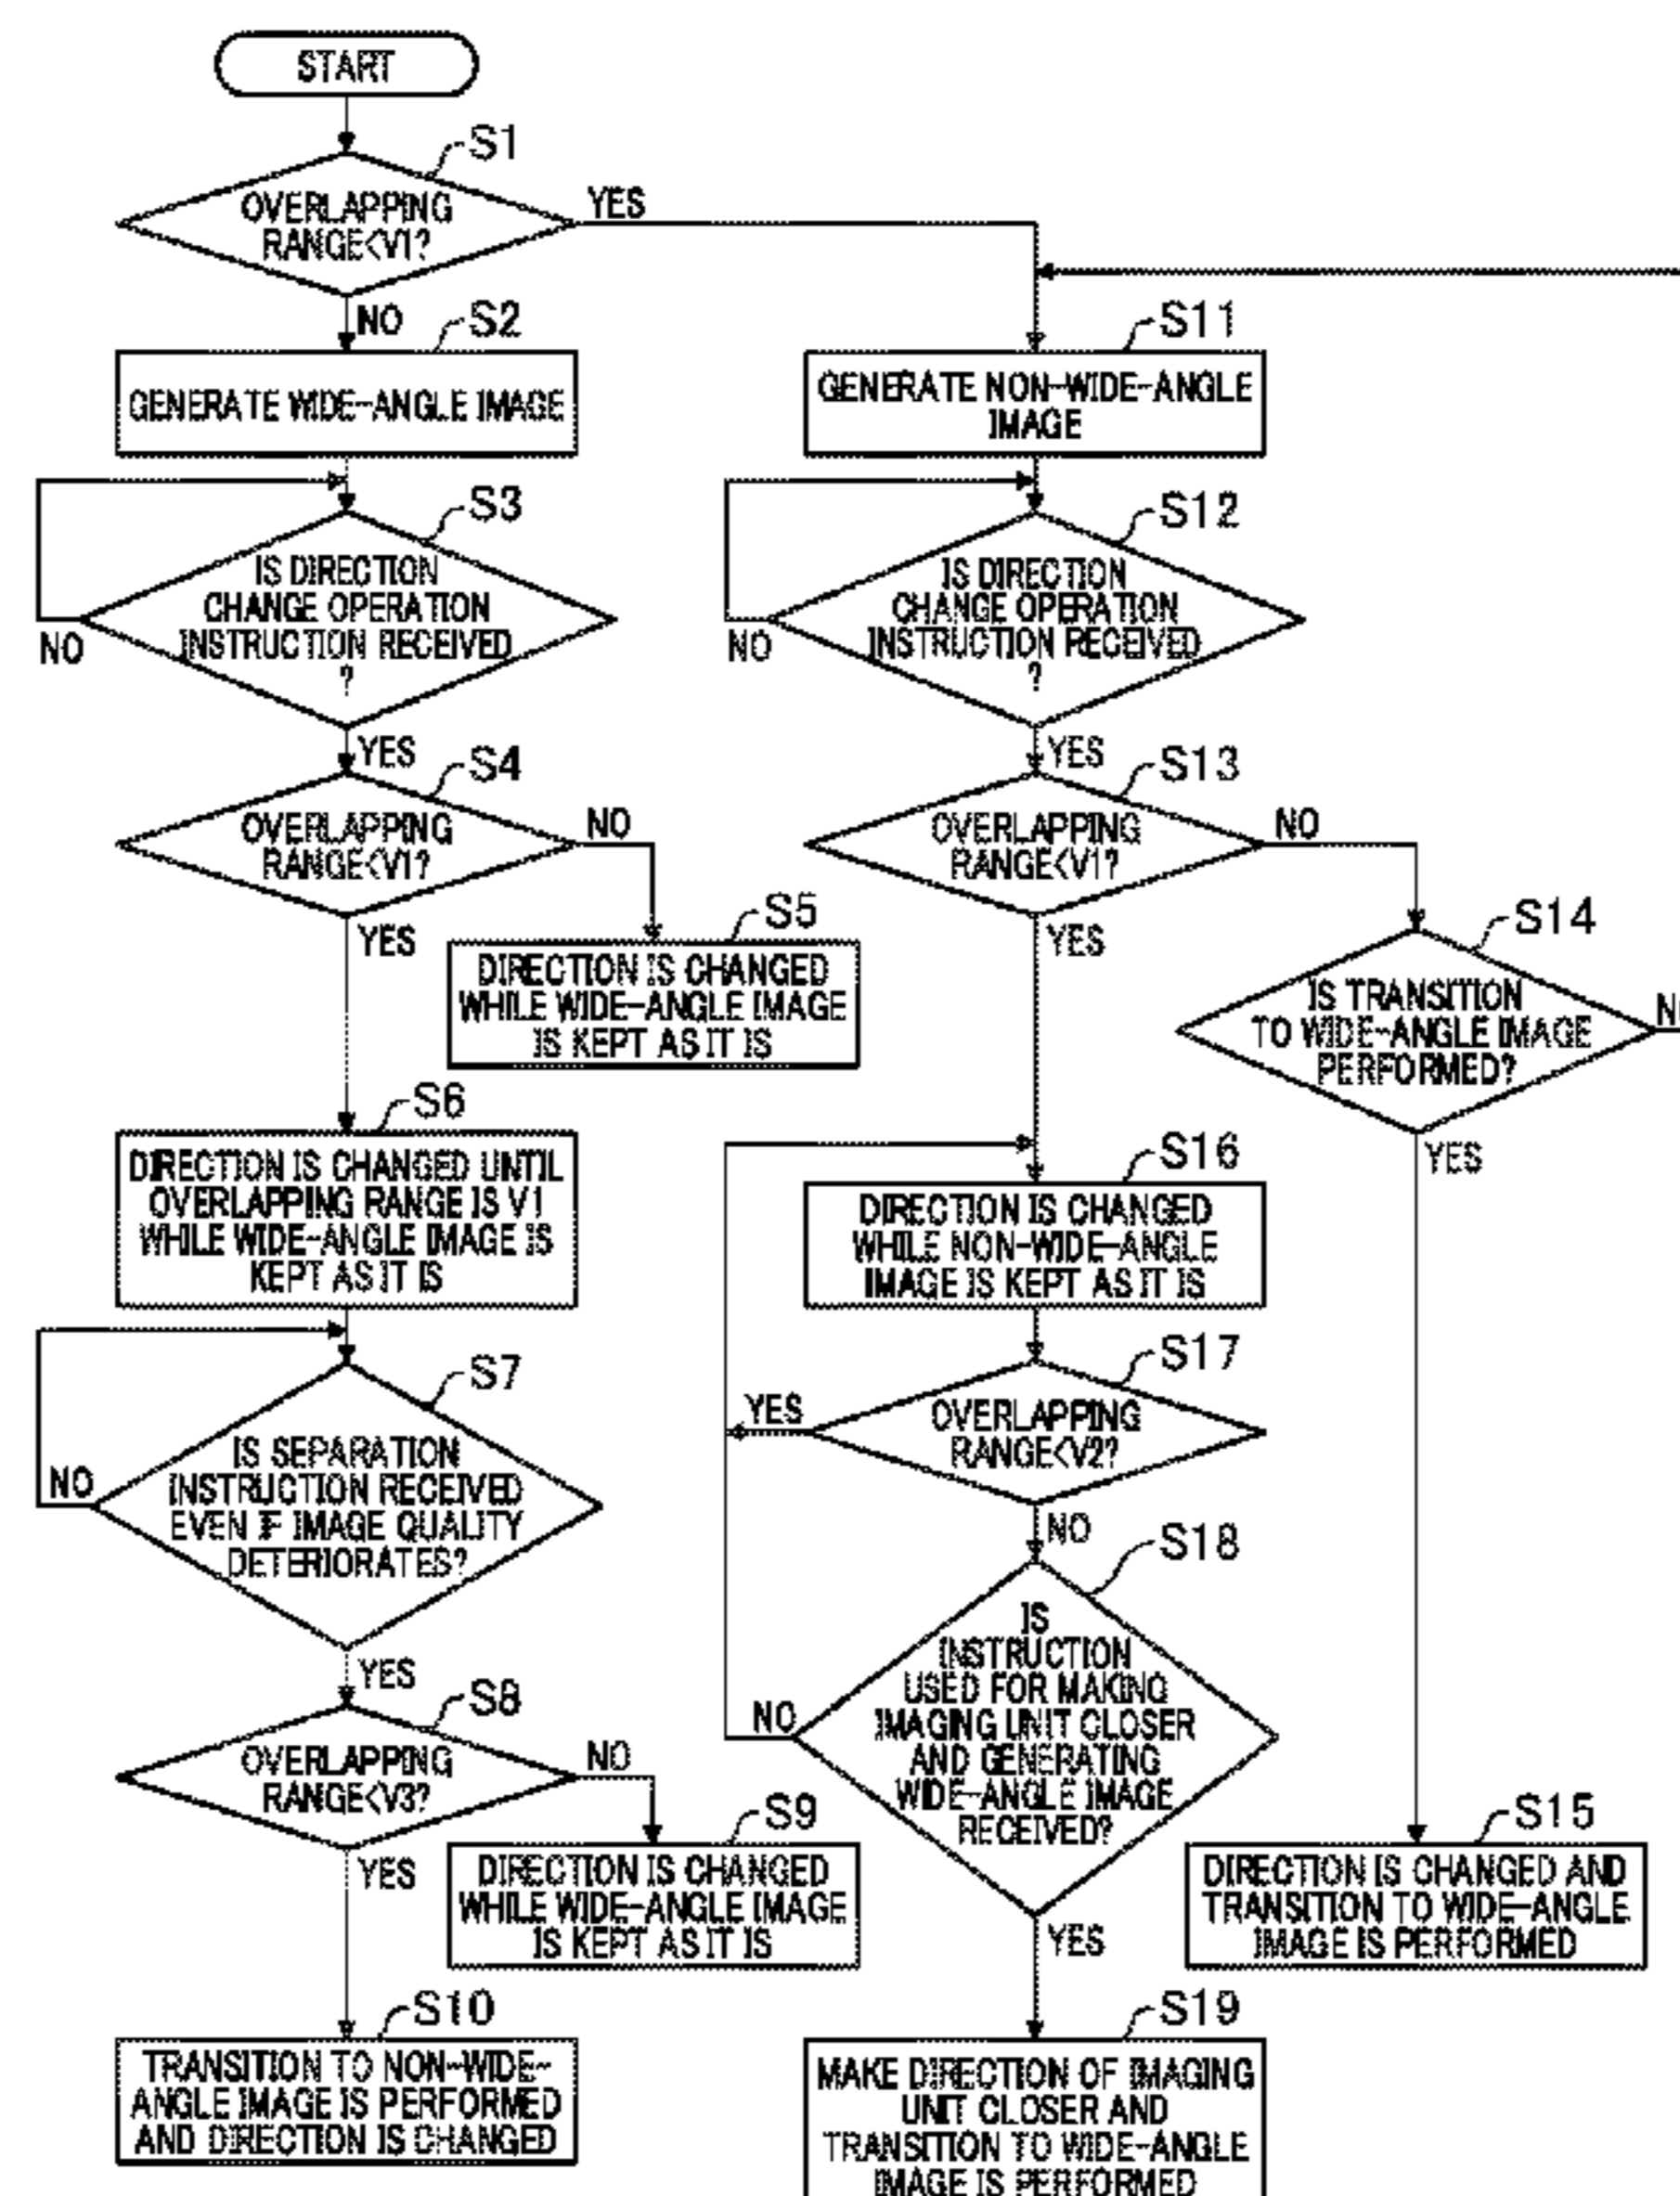 START
S1
OVERLAPPING
RANGE<V1?
YES
NO
S2
GENERATE WIDE-ANGLE IMAGE
S3
IS DIRECTION
CHANGE OPERATION
INSTRUCTION RECEIVED
?
NO
YES
S4
OVERLAPPING
RANGE<V1?
NO
YES
S5
DIRECTION IS CHANGED
WHILE WIDE-ANGLE IMAGE
IS KEPT AS IT IS
S6
DIRECTION IS CHANGED UNTIL
OVERLAPPING RANGE IS V1
WHILE WIDE-ANGLE IMAGE IS
KEPT AS IT IS
S7
IS SEPARATION
INSTRUCTION RECEIVED
EVEN IF IMAGE QUALITY
DETERIORATES?
NO
YES
S8
OVERLAPPING
RANGE<V3?
NO
YES
S9
DIRECTION IS CHANGED
WHILE WIDE-ANGLE IMAGE
IS KEPT AS IT IS
S10
TRANSITION TO NON-WIDE-
ANGLE IMAGE IS PERFORMED
AND DIRECTION IS CHANGED
S11
GENERATE NON-WIDE-ANGLE
IMAGE
S12
IS DIRECTION
CHANGE OPERATION
INSTRUCTION RECEIVED
?
NO
YES
S13
OVERLAPPING
RANGE<V1?
NO
YES
S14
IS TRANSITION
TO WIDE-ANGLE IMAGE
PERFORMED?
YES
S15
DIRECTION IS CHANGED AND
TRANSITION TO WIDE-ANGLE
IMAGE IS PERFORMED
S16
DIRECTION IS CHANGED
WHILE NON-WIDE-ANGLE
IMAGE IS KEPT AS IT IS
S17
OVERLAPPING
RANGE<V2?
YES
NO
S18
IS
INSTRUCTION
USED FOR MAKING
IMAGING UNIT CLOSER
AND GENERATING
WIDE-ANGLE IMAGE
RECEIVED?
NO
YES
S19
MAKE DIRECTION OF IMAGING
UNIT CLOSER AND
TRANSITION TO WIDE-ANGLE
IMAGE IS PERFORMED